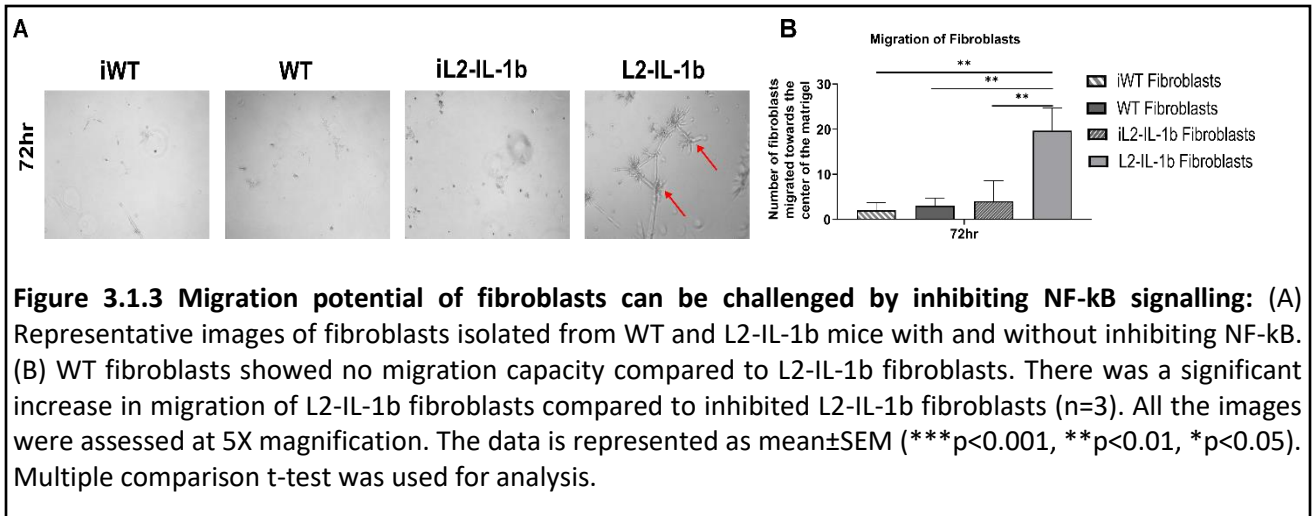 A
iWT
WT
iL2-IL-1b
L2-IL-1b
72hr
B
Migration of Fibroblasts
Number of fibroblasts
migrated towards the
center of the matrigel
30
20
10
0
**
**
**
72hr
iWT Fibroblasts
WT Fibroblasts
iL2-IL-1b Fibroblasts
L2-IL-1b Fibroblasts
Figure 3.1.3 Migration potential of fibroblasts can be challenged by inhibiting NF-kB signalling: (A)
Representative images of fibroblasts isolated from WT and L2-IL-1b mice with and without inhibiting NF-kB.
(B) WT fibroblasts showed no migration capacity compared to L2-IL-1b fibroblasts. There was a significant
increase in migration of L2-IL-1b fibroblasts compared to inhibited L2-IL-1b fibroblasts (n=3). All the images
were assessed at 5X magnification. The data is represented as mean±SEM (***p<0.001, **p<0.01, *p<0.05).
Multiple comparison t-test was used for analysis.